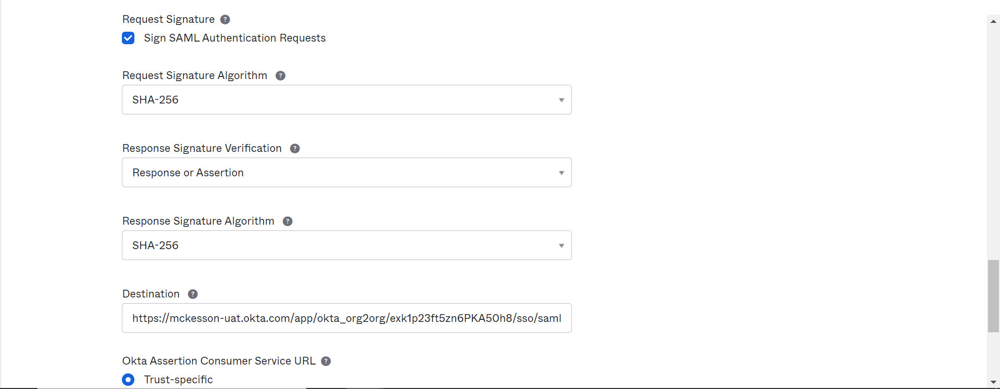 Request Signature ?
Sign SAML Authentication Requests
Request Signature Algorithm ?
SHA-256
Response Signature Verification ?
Response or Assertion
Response Signature Algorithm ?
SHA-256
Destination ?
https://mckesson-uat.okta.com/app/okta_org2org/exk1p23ft5zn6PKA50h8/sso/saml
Okta Assertion Consumer Service URL ?
Trust-specific